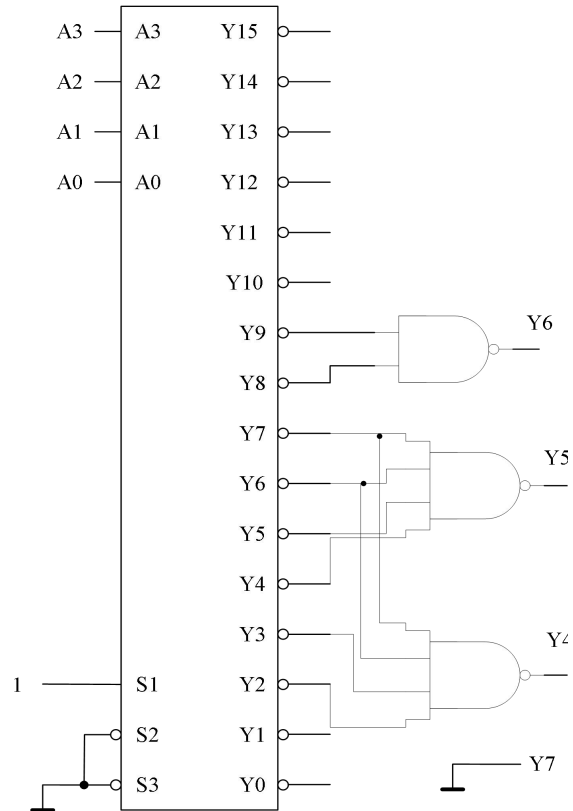 A3 A3 Y15
A2 A2 Y14
A1 A1 Y13
A0 A0 Y12
Y11
Y10
Y9 Y6
Y8
Y7
Y5
Y6
Y5
Y4
Y3 Y4
1 S1 Y2
S2 Y1
S3 Y0 Y7